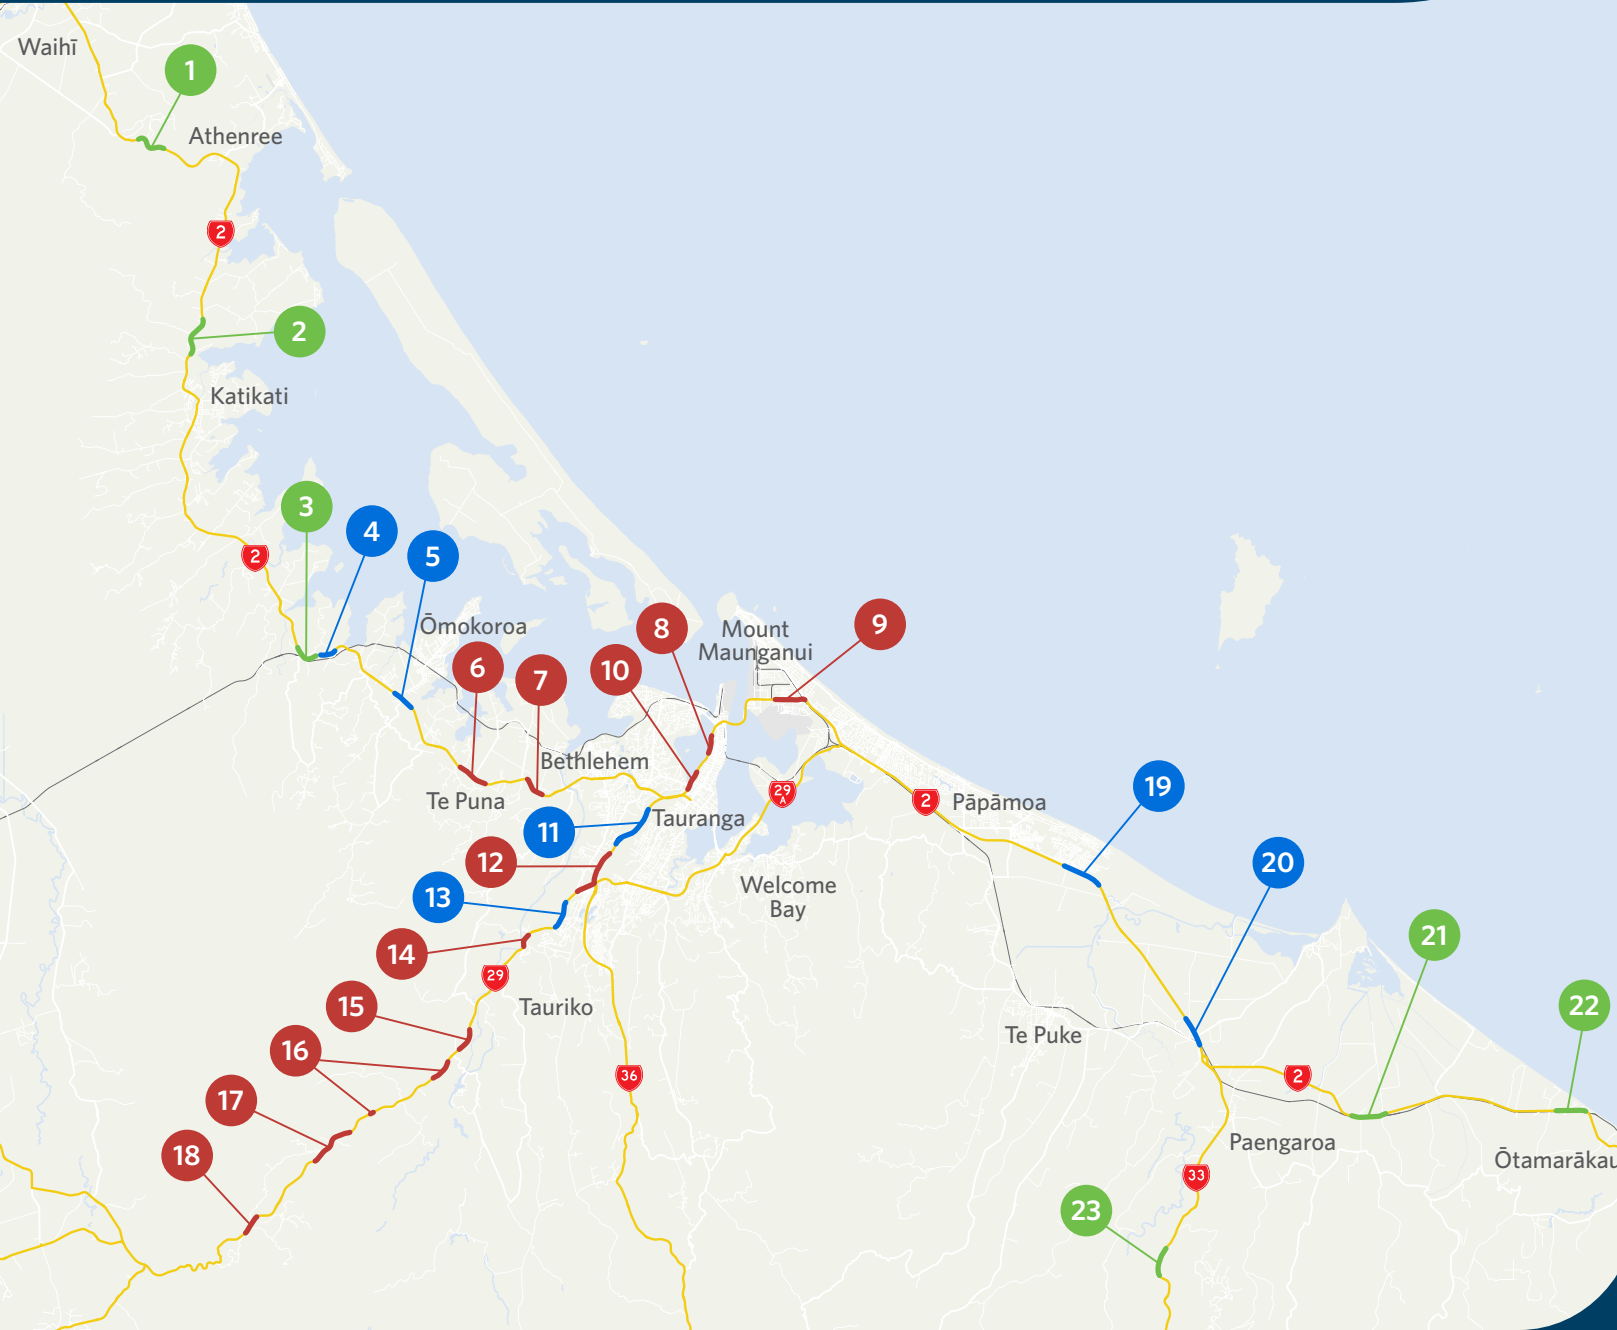 Waihī
1
Athenree
2
2
Katikati
3
4
5
2
Ōmokoroa
6
7
8
9
10
Mount
Maunganui
Bethlehem
Te Puna
29
A
2
Pāpāmoa
19
11
Tauranga
12
20
13
Welcome
Bay
14
21
29
Tauriko
15
22
Te Puke
16
36
2
17
Paengaroa
18
Ōtamarākau
33
23